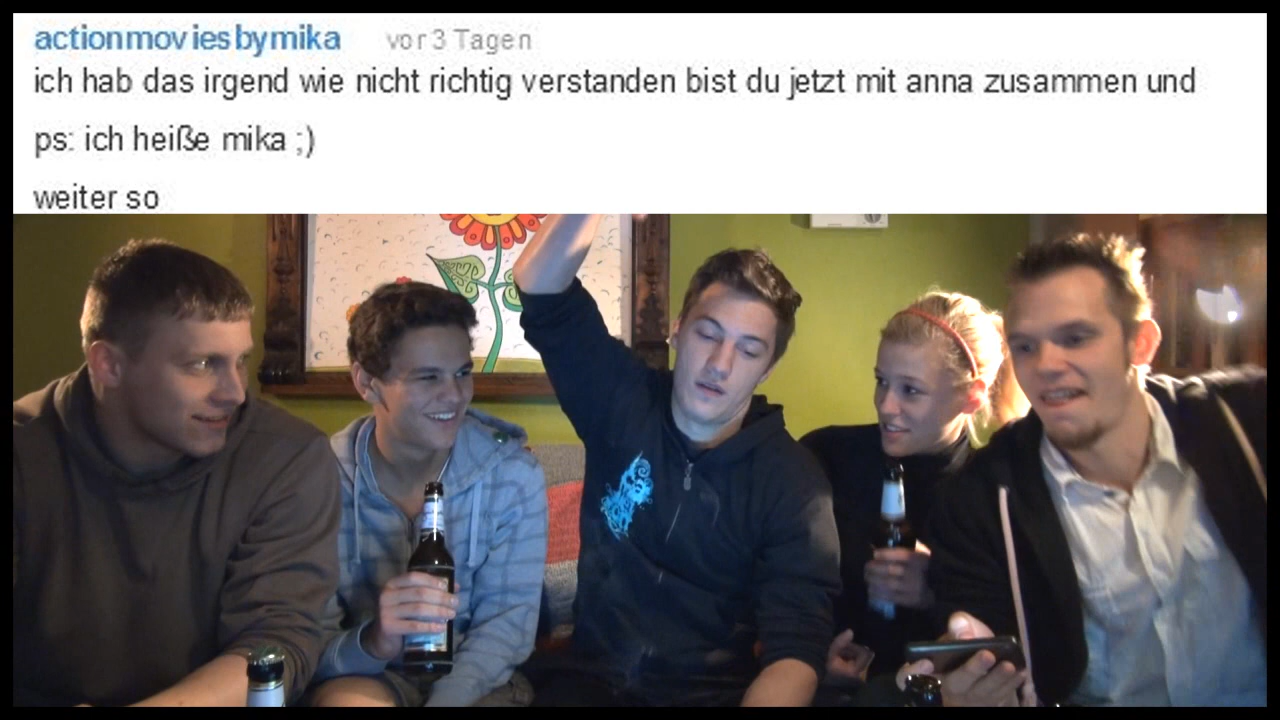 actionmoviesbymika vor 3 Tagen
ich hab das irgend wie nicht richtig verstanden bist du jetzt mit anna zusammen und
ps: ich heiße mika ;)
weiter so